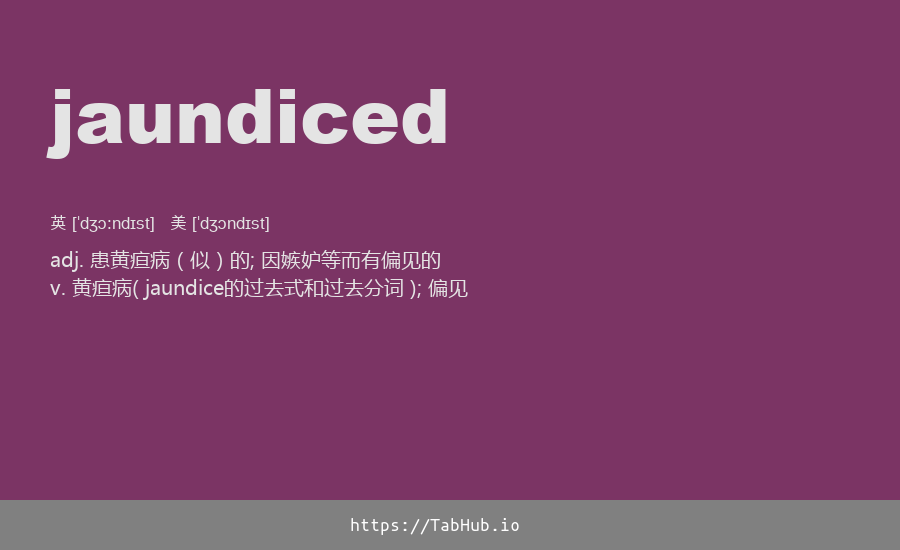 jaundiced
英 [ˈdʒɔːndɪst] 美 [ˈdʒɔndɪst]
adj. 患黄疸病（似）的; 因嫉妒等而有偏见的
v. 黄疸病( jaundice的过去式和过去分词 ); 偏见
https://TabHub.io